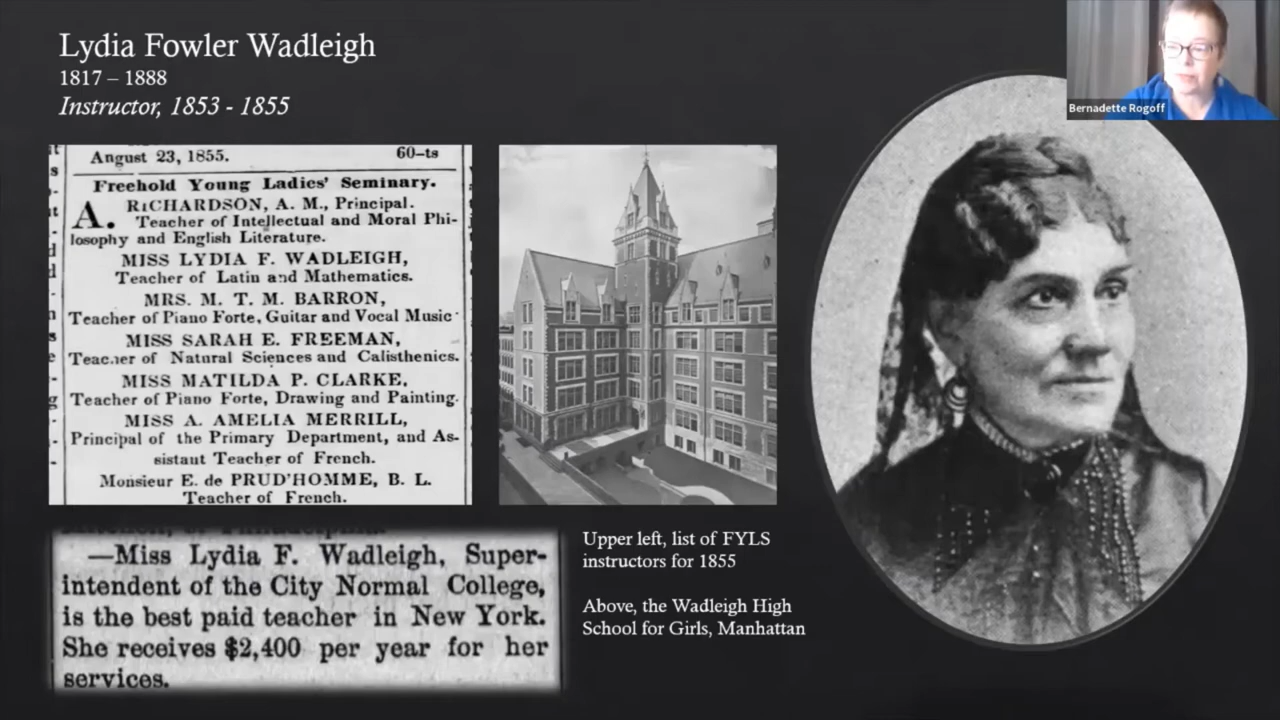 Lydia Fowler Wadleigh
1817 – 1888
Instructor, 1853 - 1855
Bernadette Rogoff
August 23, 1855. 60–ts
Freehold Young Ladies' Seminary.
A. RICHARDSON, A. M., Principal.
Teacher of Intellectual and Moral Phi-
losophy and English Literature.
MISS LYDIA F. WADLEIGH,
Teacher of Latin and Mathematics.
MRS. M. T. M. BARRON,
Teacher of Piano Forte, Guitar and Vocal Music
MISS SARAH E. FREEMAN,
Teacher of Natural Sciences and Calisthenics.
MISS MATILDA P. CLARKE,
Teacher of Piano Forte, Drawing and Painting.
MISS A. AMELIA MERRILL,
Principal of the Primary Department, and As-
sistant Teacher of French.
Monsieur E. de PRUD'HOMME, B. L.
Teacher of French.
—Miss Lydia F. Wadleigh, Super-
intendent of the City Normal College,
is the best paid teacher in New York.
She receives $2,400 per year for her
services.
Upper left, list of FYLS
instructors for 1855
Above, the Wadleigh High
School for Girls, Manhattan